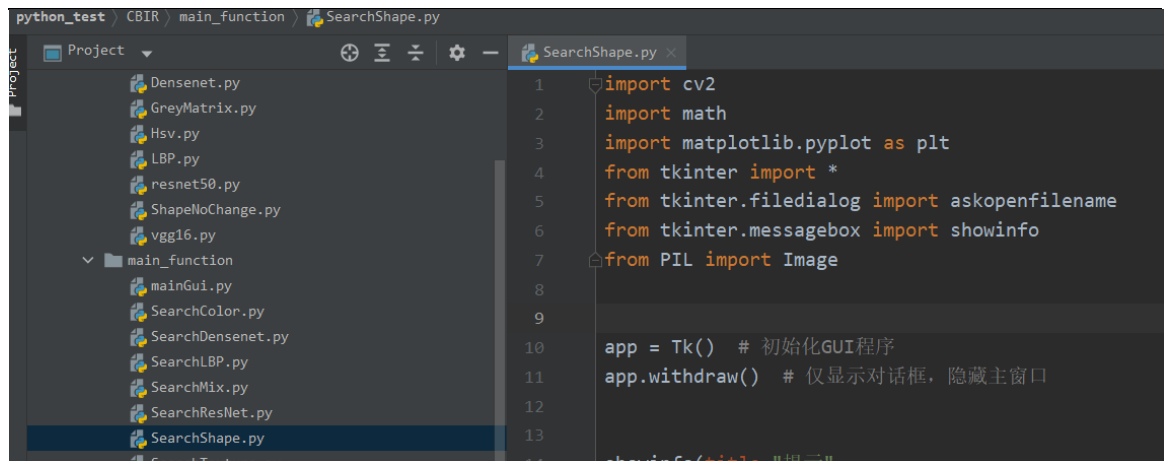 python_test 〉 CBIR 〉 main_function 〉 SearchShape.py
Project
Project
Densenet.py
GreyMatrix.py
Hsv.py
LBP.py
resnet50.py
ShapeNoChange.py
vgg16.py
main_function
mainGui.py
SearchColor.py
SearchDensenet.py
SearchLBP.py
SearchMix.py
SearchResNet.py
SearchShape.py
SearchShape.py ×
1 import cv2
2 import math
3 import matplotlib.pyplot as plt
4 from tkinter import *
5 from tkinter.filedialog import askopenfilename
6 from tkinter.messagebox import showinfo
7 from PIL import Image
8
9
10 app = Tk()  # 初始化GUI程序
11 app.withdraw()  # 仅显示对话框，隐藏主窗口
12
13